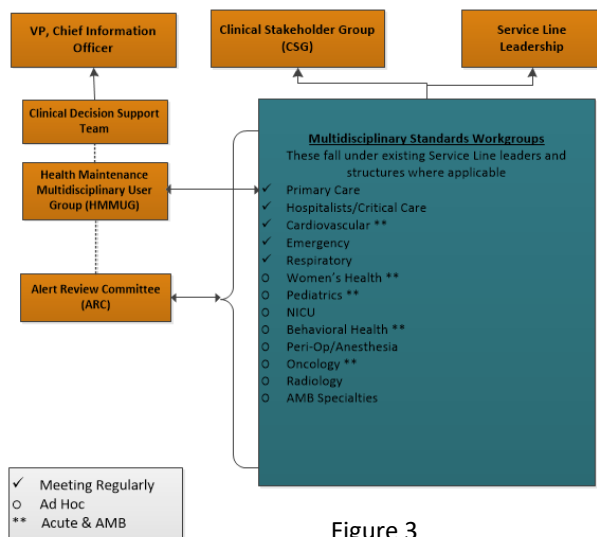 VP, Chief Information
Officer
Clinical Stakeholder Group
(CSG)
Service Line
Leadership
Clinical Decision Support
Team
Health Maintenance
Multidisciplinary User
Group (HMMUG)
Alert Review Committee
(ARC)
Multidisciplinary Standards Workgroups
These fall under existing Service Line leaders and
structures where applicable
✓ Primary Care
✓ Hospitalists/Critical Care
✓ Cardiovascular **
✓ Emergency
✓ Respiratory
o Women's Health **
o Pediatrics **
o NICU
o Behavioral Health **
o Peri-Op/Anesthesia
o Oncology **
o Radiology
o AMB Specialties
✓ Meeting Regularly
o Ad Hoc
** Acute & AMB
Figure 3